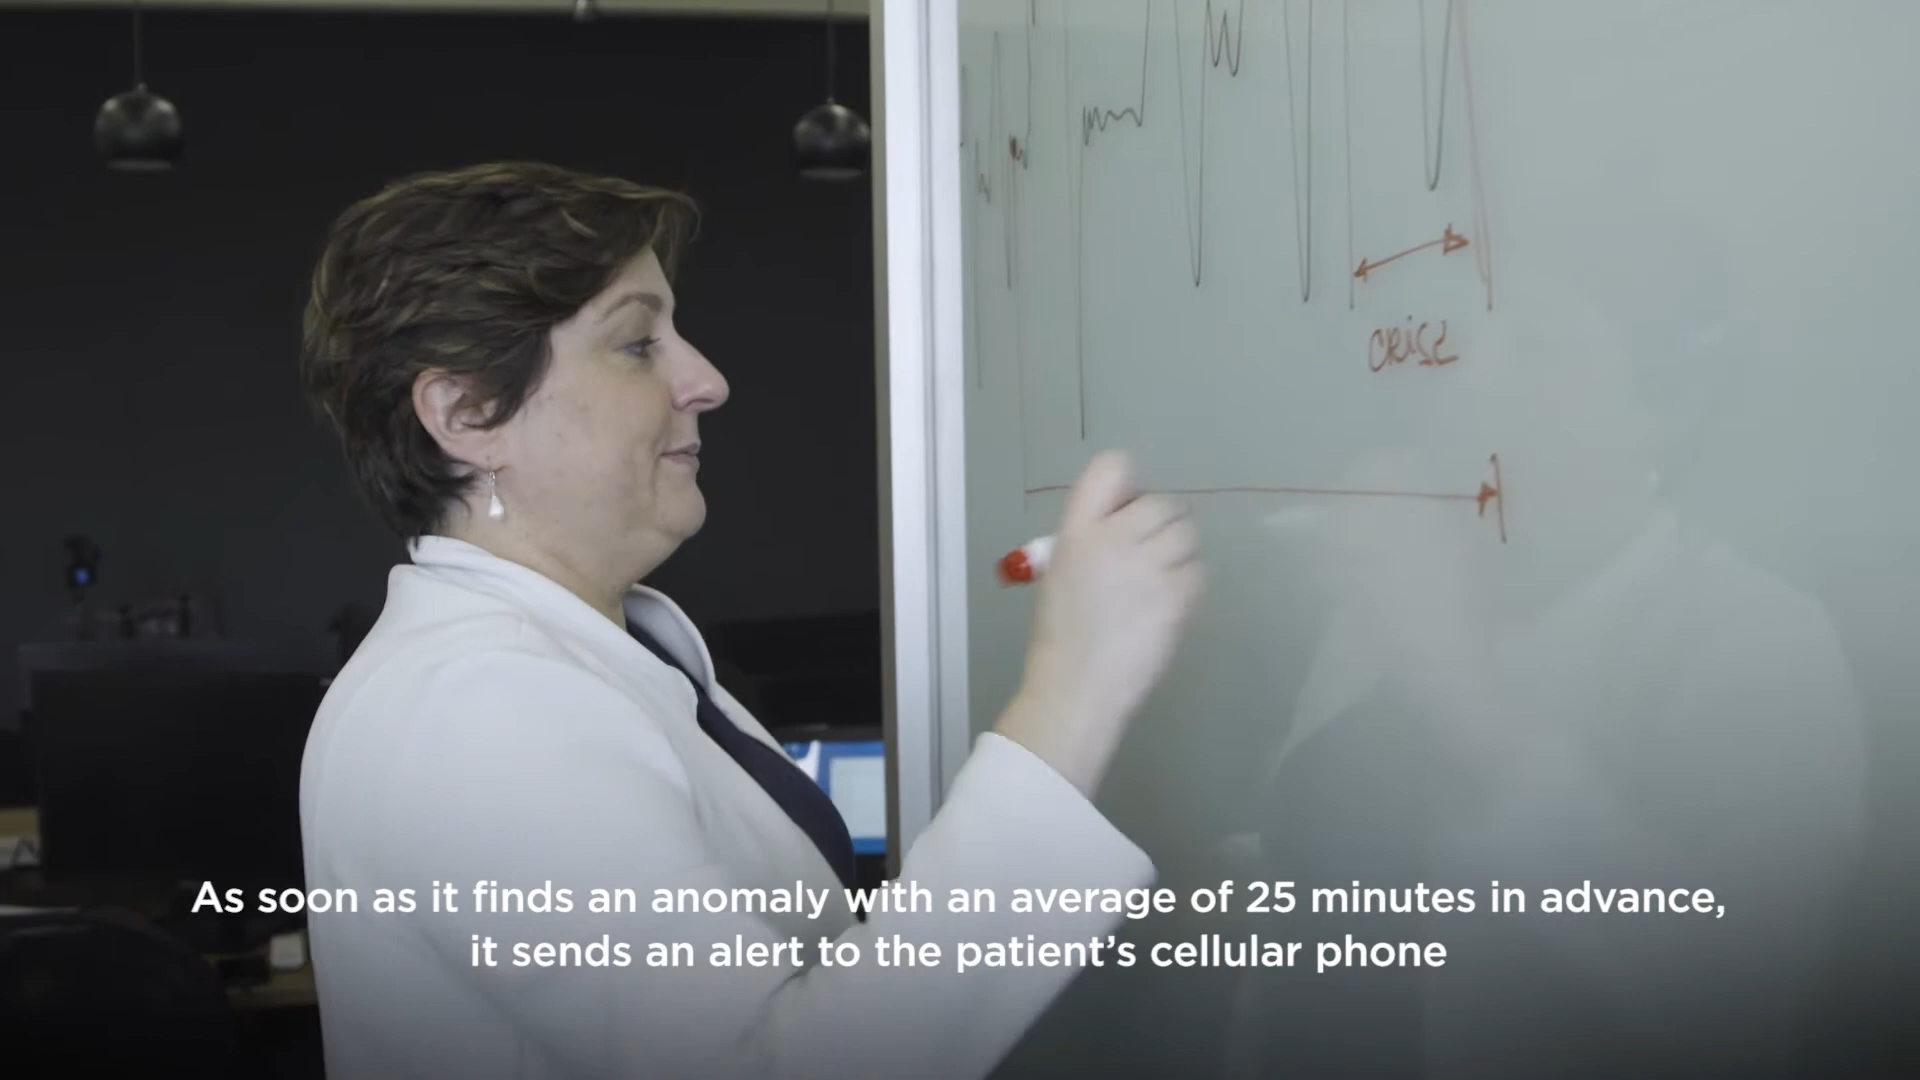 CRISE
As soon as it finds an anomaly with an average of 25 minutes in advance,
it sends an alert to the patient's cellular phone